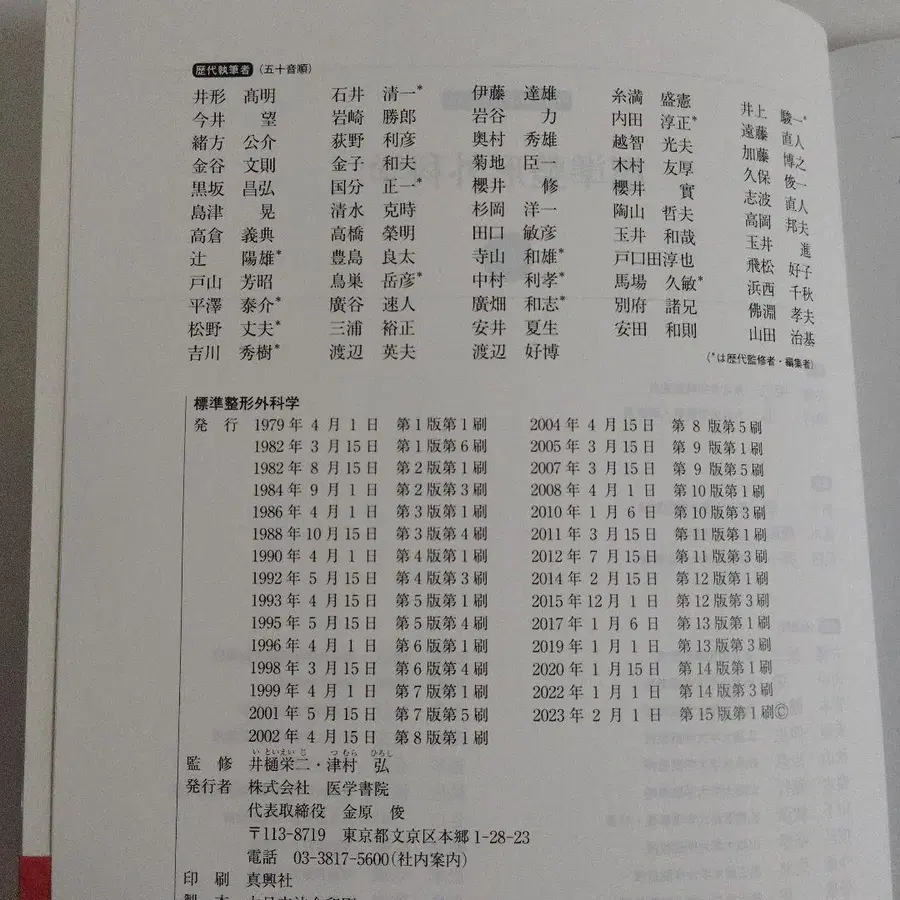 歴代執筆者（五十音順）
井形 髙明 石井 清一* 伊藤 達雄 糸満 盛憲 井上 駿一*
今井 望 岩崎 勝郎 岩谷 力 内田 淳正* 遠藤 直人
緒方 公介 荻野 利彦 奥村 秀雄 越智 光夫 加藤 博之
金谷 文則 金子 和夫 菊地 臣一 木村 友厚 久保 俊一
黒坂 昌弘 国分 正一* 櫻井 修 櫻井 實 志波 直人
島津 晃 清水 克時 杉岡 洋一 陶山 哲夫 高岡 邦夫
高倉 義典 高橋 榮明 田口 敏彦 玉井 和哉 玉井 進
辻 陽雄* 豊島 良太 寺山 和雄* 戸口田淳也 飛松 好子
戸山 芳昭 鳥巣 岳彦* 中村 利孝* 馬場 久敏* 浜西 千秋
平澤 泰介* 廣谷 速人 廣畑 和志* 別府 諸兄 佛淵 孝夫
松野 丈夫* 三浦 裕正 安井 夏生 安田 和則 山田 治基
吉川 秀樹* 渡辺 英夫 渡辺 好博
(*は歴代監修者・編集者)
標準整形外科学
発 行 1979年 4月 1日 第1版第1刷
1982年 3月15日 第1版第6刷
1982年 8月15日 第2版第1刷
1984年 9月 1日 第2版第3刷
1986年 4月 1日 第3版第1刷
1988年10月15日 第3版第4刷
1990年 4月 1日 第4版第1刷
1992年 5月15日 第4版第3刷
1993年 4月15日 第5版第1刷
1995年 5月15日 第5版第4刷
1996年 4月 1日 第6版第1刷
1998年 3月15日 第6版第4刷
1999年 4月 1日 第7版第1刷
2001年 5月15日 第7版第5刷
2002年 4月15日 第8版第1刷
2004年 4月15日 第8版第5刷
2005年 3月15日 第9版第1刷
2007年 3月15日 第9版第5刷
2008年 4月 1日 第10版第1刷
2010年 1月 6日 第10版第3刷
2011年 3月15日 第11版第1刷
2012年 7月15日 第11版第3刷
2014年 2月15日 第12版第1刷
2015年12月 1日 第12版第3刷
2017年 1月 6日 第13版第1刷
2019年 1月 1日 第13版第3刷
2020年 1月15日 第14版第1刷
2022年 1月 1日 第14版第3刷
2023年 2月 1日 第15版第1刷Ⓒ
いといえいじ つむら ひろし
監 修 井樋栄二・津村 弘
発行者 株式会社 医学書院
代表取締役 金原 俊
〒113-8719 東京都文京区本郷1-28-23
電話 03-3817-5600(社内案内)
印 刷 真興社